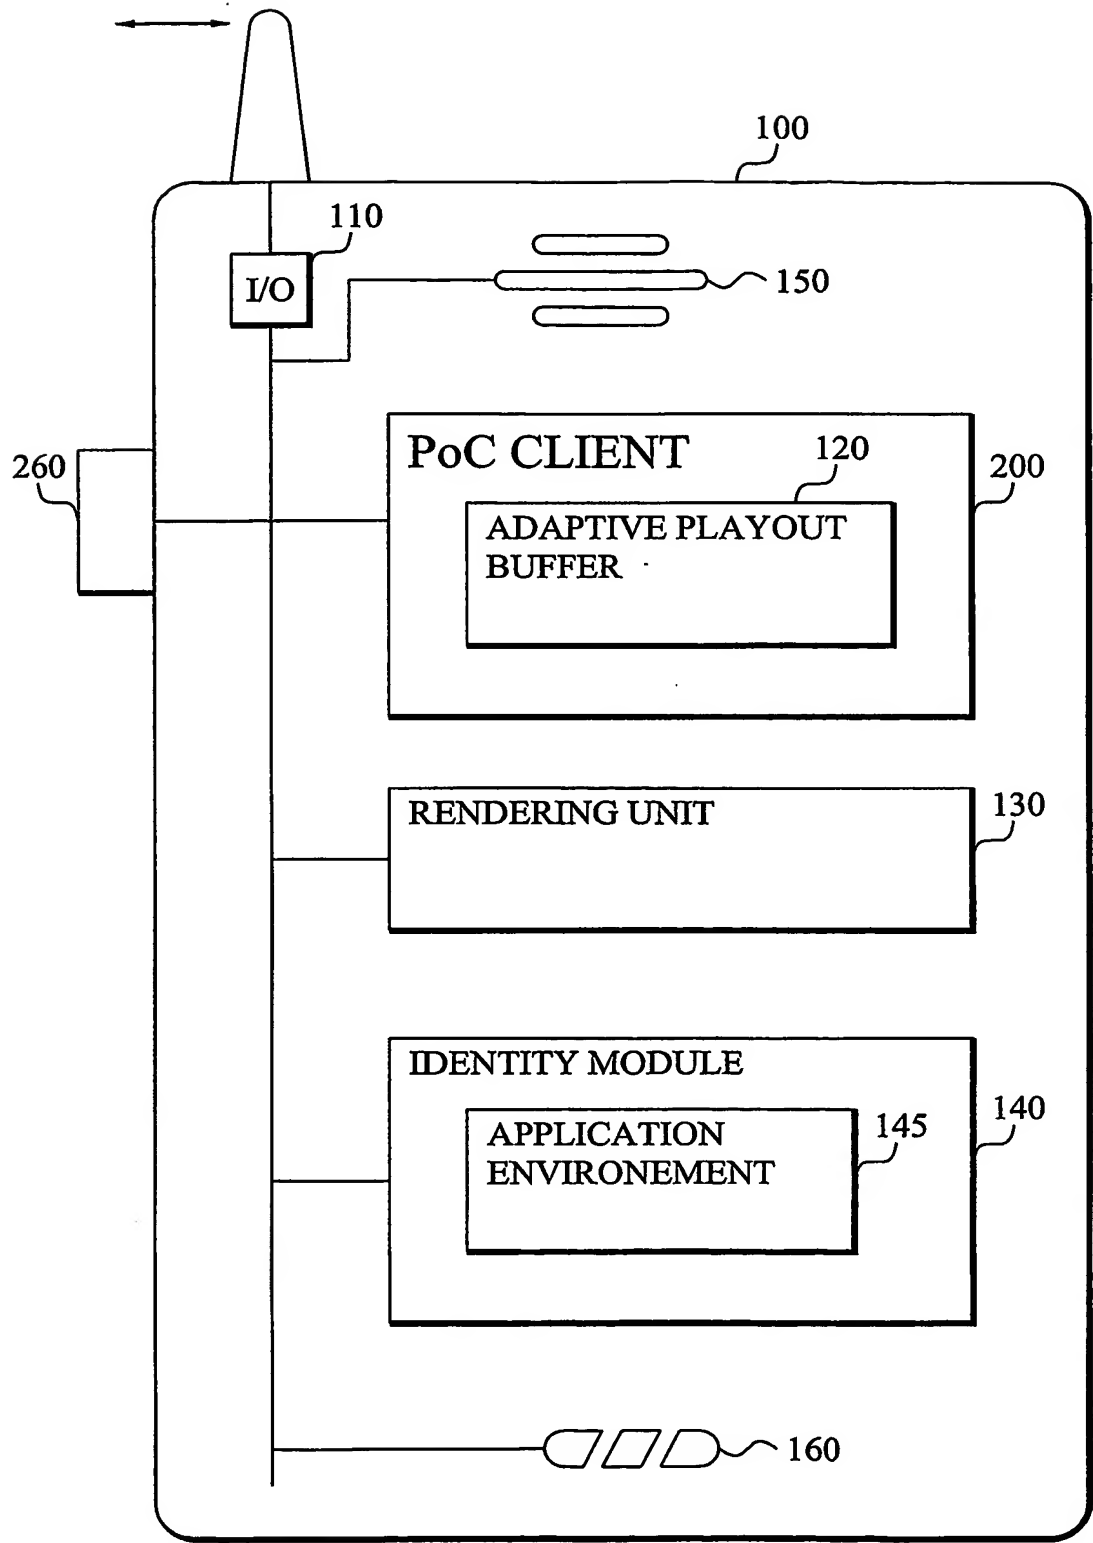 100
110
I/O
150
PoC CLIENT
120
260
200
ADAPTIVE PLAYOUT
BUFFER
RENDERING UNIT
130
IDENTITY MODULE
140
APPLICATION
145
ENVIRONEMENT
160